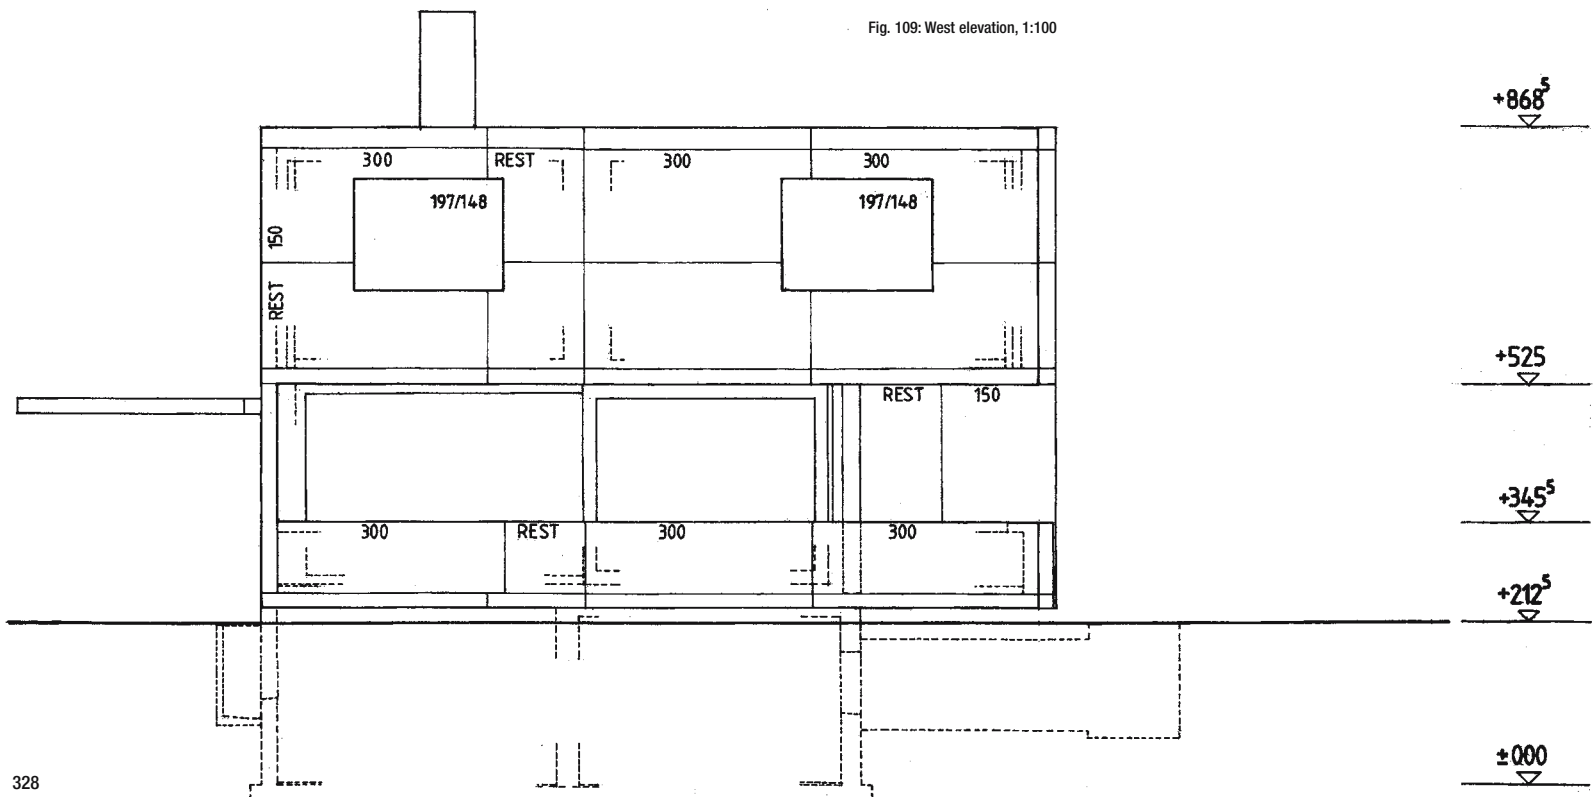 Fig. 109: West elevation, 1:100
+868⁵
300 REST 300 300
197/148 197/148
150
REST
+525
REST 150
+345⁵
300 REST 300 300
+212⁵
±000
328